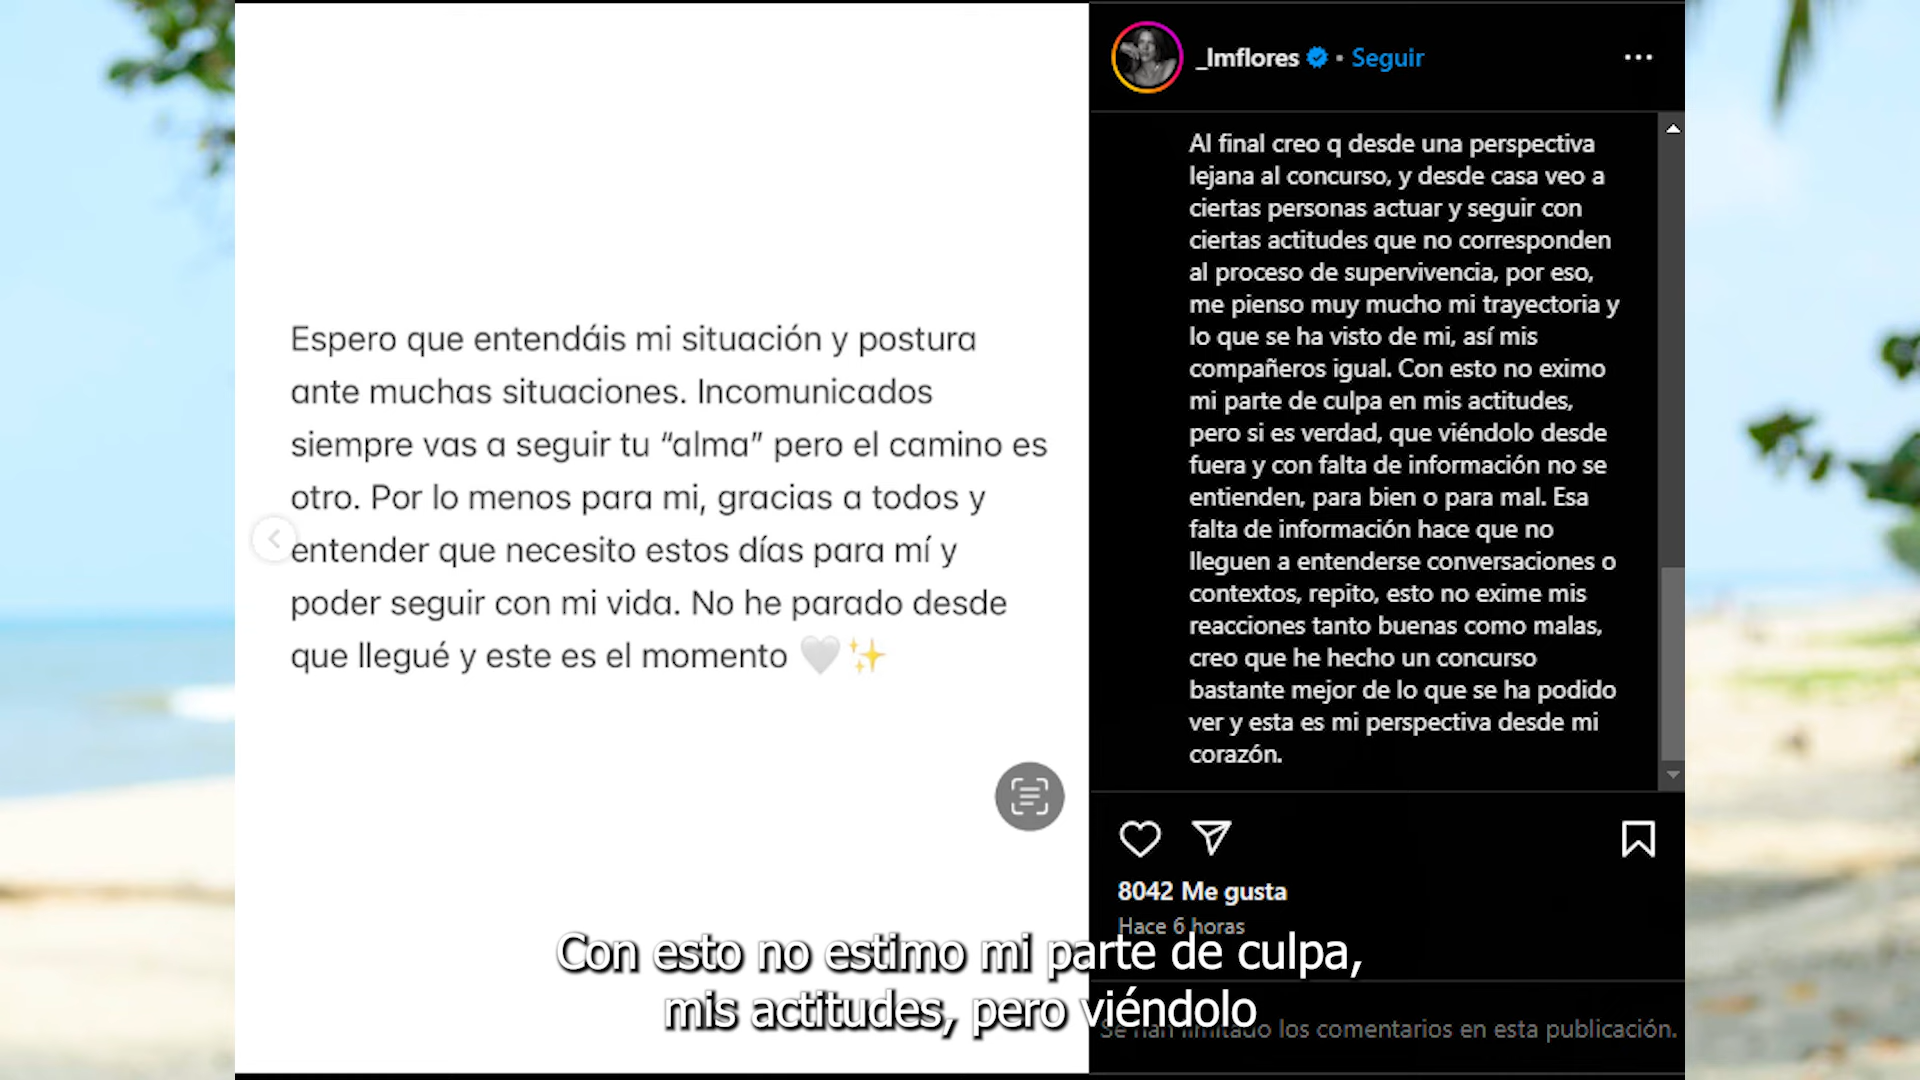 Espero que entendáis mi situación y postura
ante muchas situaciones. Incomunicados
siempre vas a seguir tu “alma” pero el camino es
otro. Por lo menos para mi, gracias a todos y
entender que necesito estos días para mí y
poder seguir con mi vida. No he parado desde
que llegué y este es el momento 🤍✨
_lmflores • Seguir
Al final creo q desde una perspectiva
lejana al concurso, y desde casa veo a
ciertas personas actuar y seguir con
ciertas actitudes que no corresponden
al proceso de supervivencia, por eso,
me pienso muy mucho mi trayectoria y
lo que se ha visto de mi, así mis
compañeros igual. Con esto no eximo
mi parte de culpa en mis actitudes,
pero si es verdad, que viéndolo desde
fuera y con falta de información no se
entienden, para bien o para mal. Esa
falta de información hace que no
lleguen a entenderse conversaciones o
contextos, repito, esto no exime mis
reacciones tanto buenas como malas,
creo que he hecho un concurso
bastante mejor de lo que se ha podido
ver y esta es mi perspectiva desde mi
corazón.
8042 Me gusta
Hace 6 horas
Se han limitado los comentarios en esta publicación.
Con esto no estimo mi parte de culpa,
mis actitudes, pero viéndolo